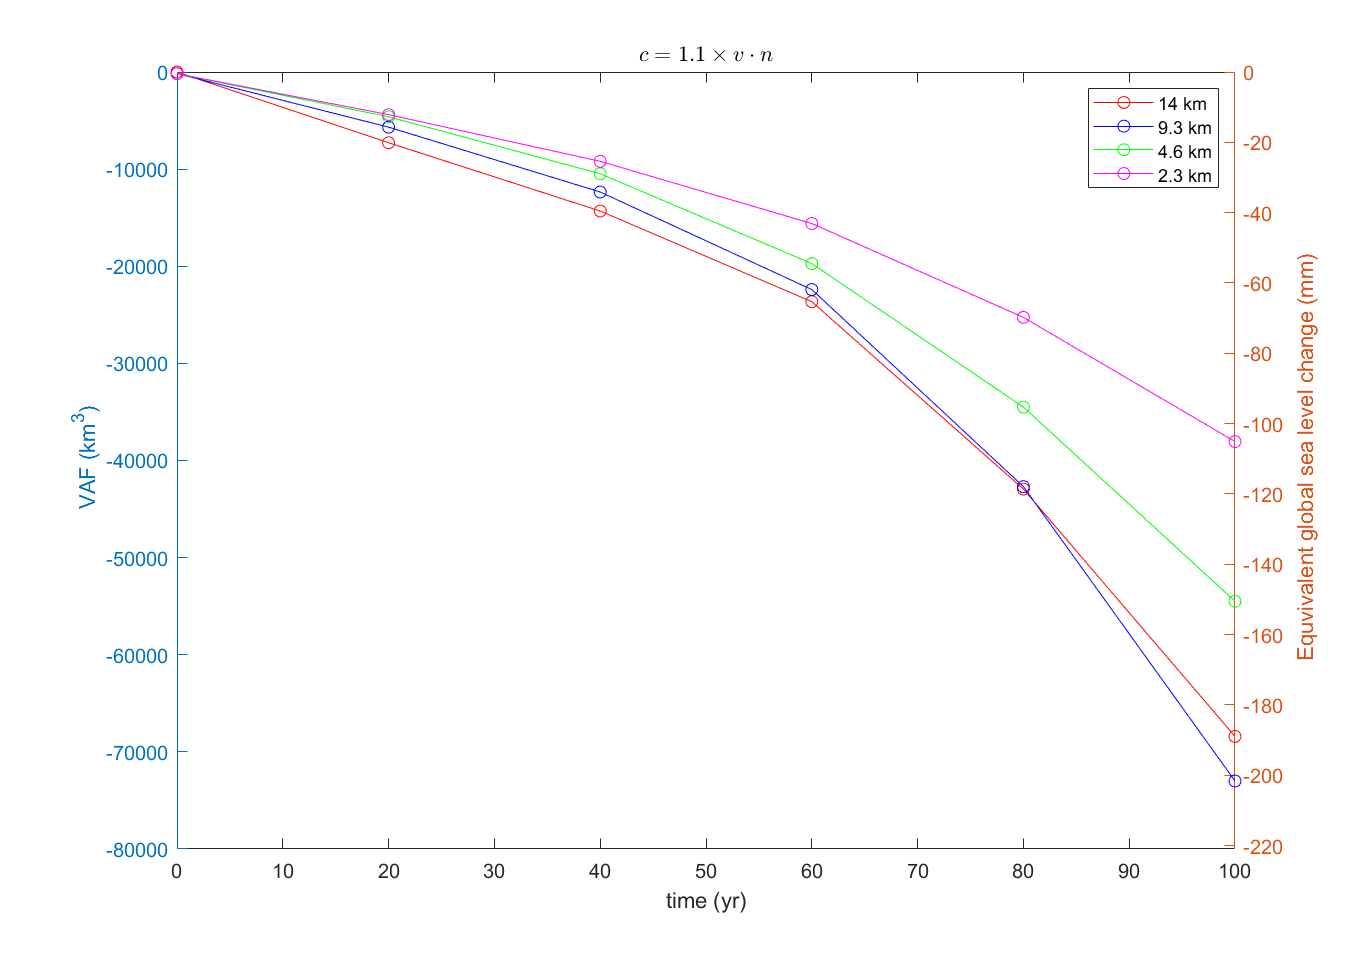 c = 1.1 × v · n
0
-10000
-20000
-30000
-40000
-50000
-60000
-70000
-80000
VAF (km³)
0 10 20 30 40 50 60 70 80 90 100
time (yr)
14 km
9.3 km
4.6 km
2.3 km
0
-20
-40
-60
-80
-100
-120
-140
-160
-180
-200
-220
Equvivalent global sea level change (mm)